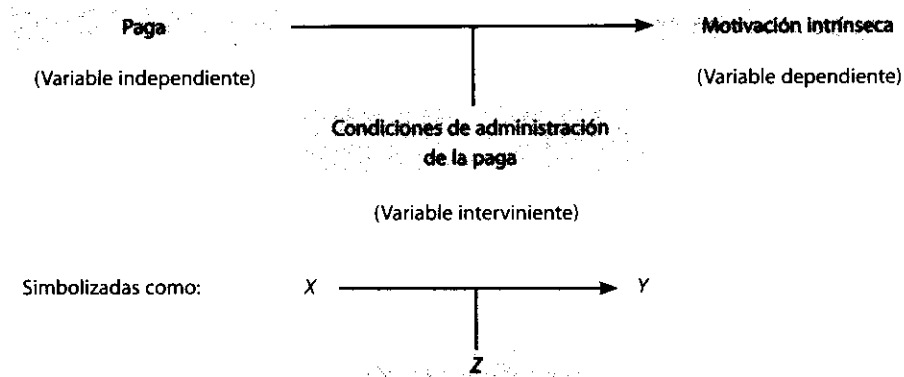 Paga
Motivación intrínseca
(Variable independiente)
(Variable dependiente)
Condiciones de administración
de la paga
(Variable interviniente)
Simbolizadas como:
X
Y
Z